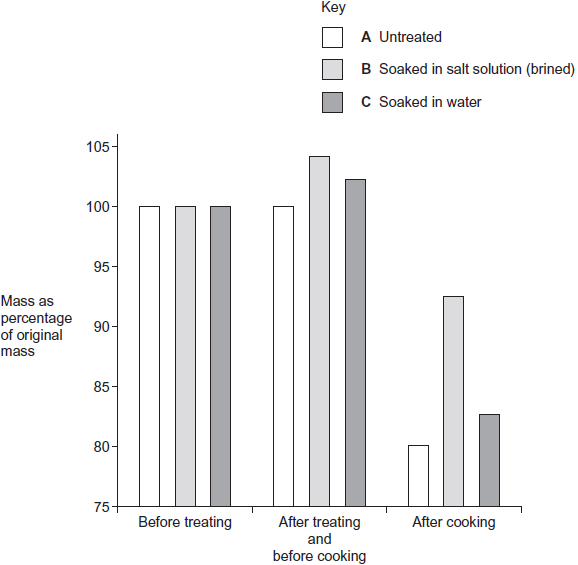 Key
A Untreated
B Soaked in salt solution (brined)
C Soaked in water
105
100
95
90
85
80
75
Mass as
percentage
of original
mass
Before treating
After treating
and
before cooking
After cooking